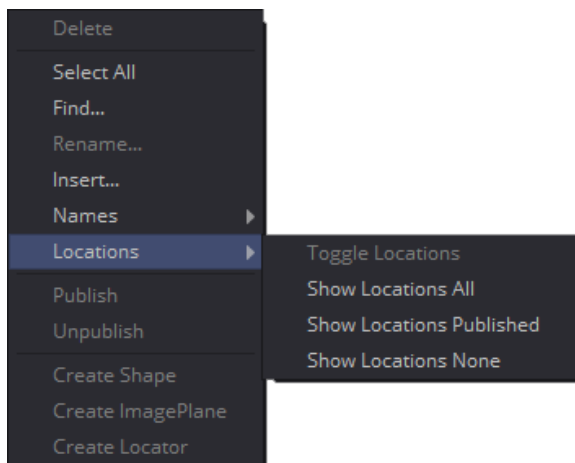 Delete
Select All
Find...
Rename...
Insert...
Names
Locations
Publish
Unpublish
Create Shape
Create ImagePlane
Create Locator
Toggle Locations
Show Locations All
Show Locations Published
Show Locations None